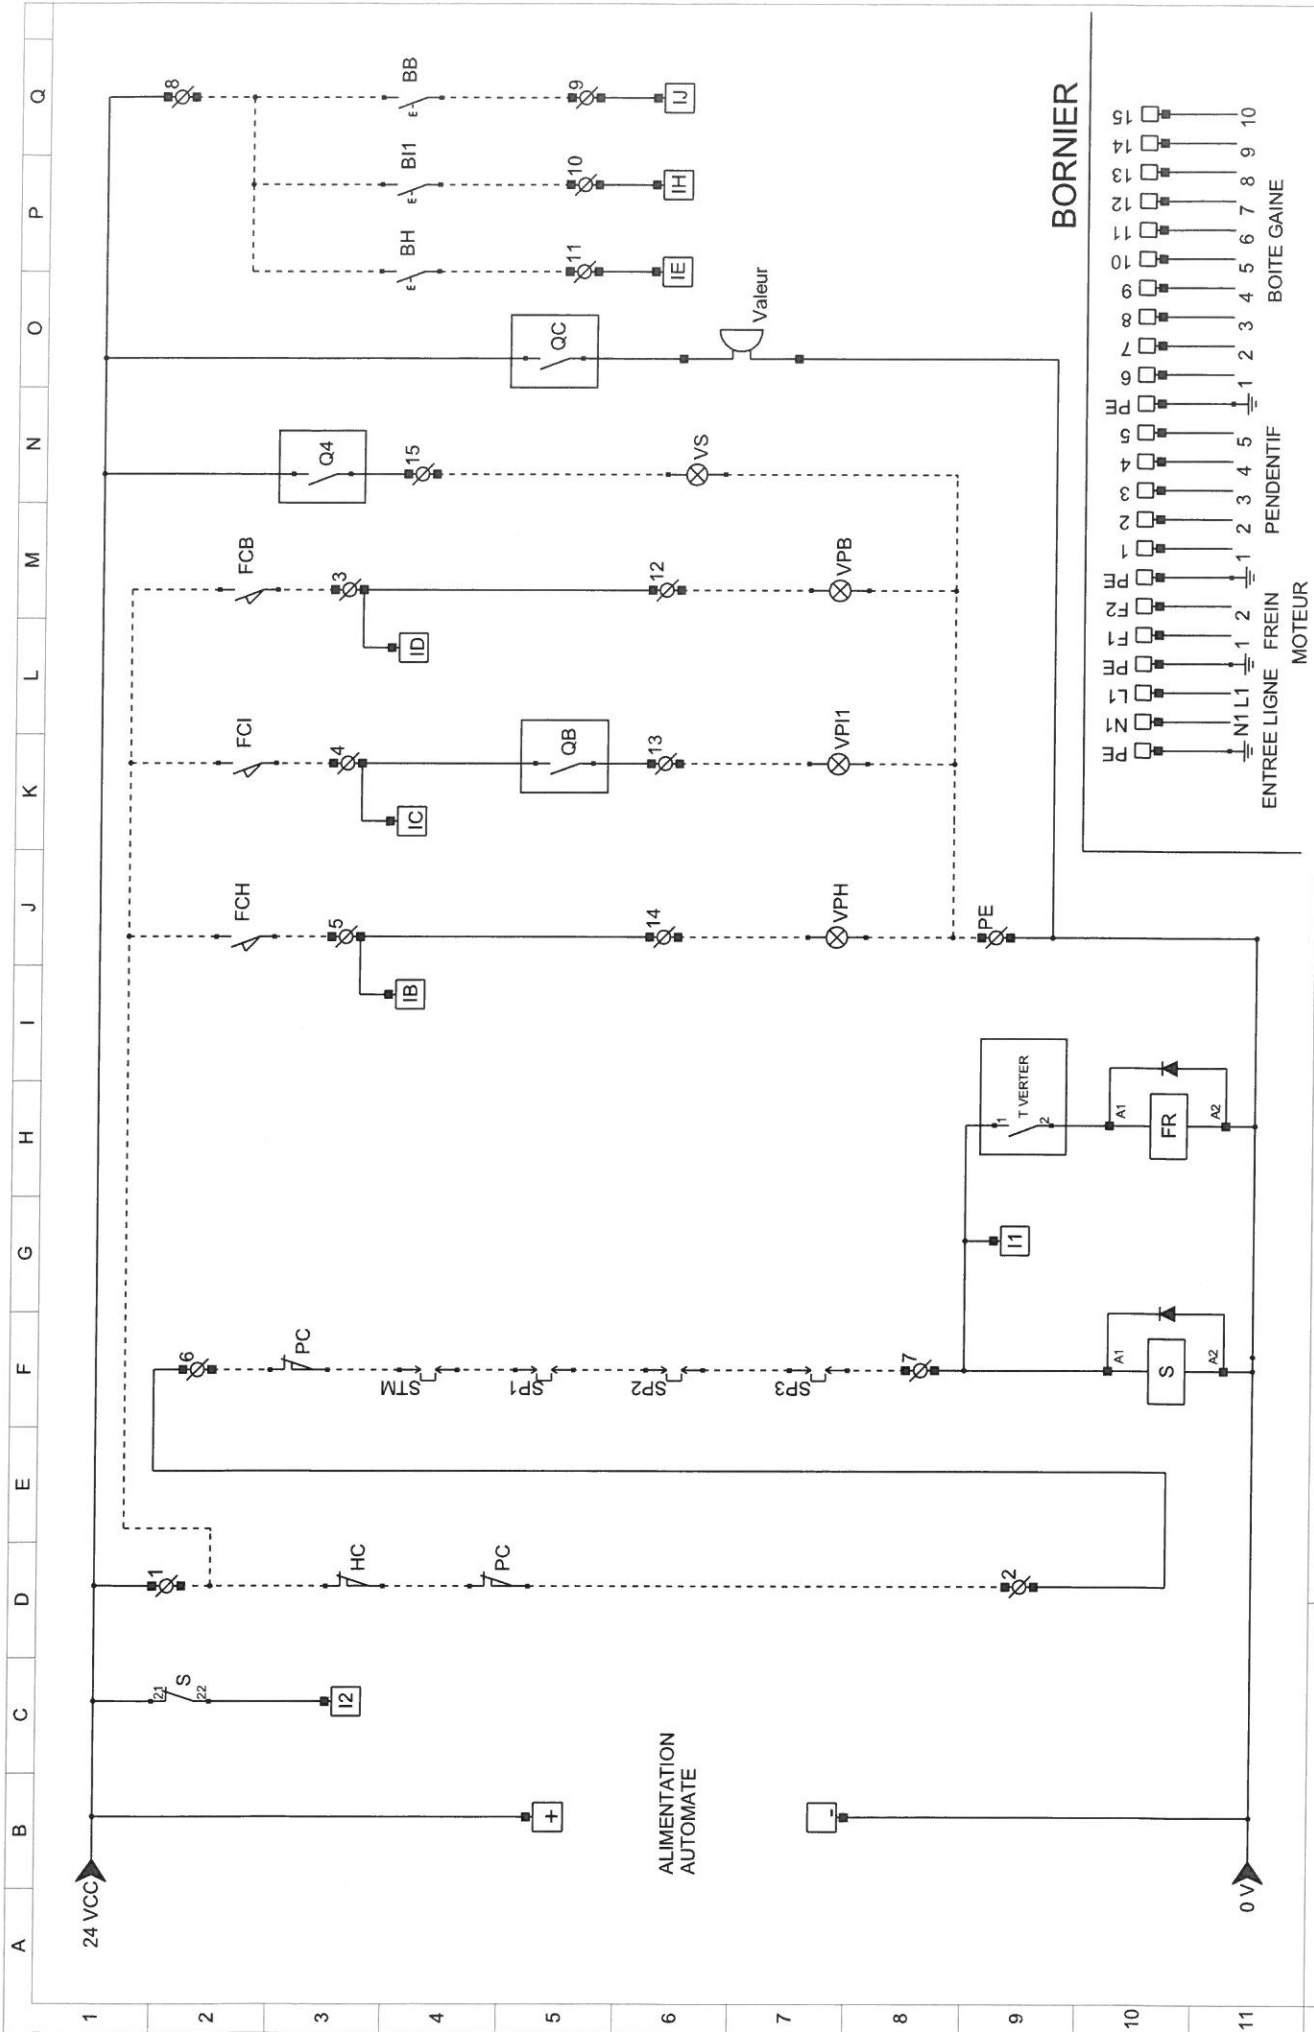 A B C D E F G H I J K L M N O P Q
1
2
3
4
5
6
7
8
9
10
11
24 VCC
0 V
+
-
ALIMENTATION
AUTOMATE
21
S
22
I2
1
HC
PC
2
6
PC
STM
SP1
SP2
SP3
7
A1
S
A2
I1
1
T VERTER
2
A1
FR
A2
FCH
5
IB
14
VPH
PE
FCI
4
IC
QB
13
VPI1
FCB
3
ID
12
VPB
Q4
15
VS
QC
Valeur
BH
E
11
IE
BI1
E
10
IH
8
BB
E
9
IJ
BORNIER
PE N1 L1 PE F1 F2 PE 1 2 3 4 5 PE 6 7 8 9 10 11 12 13 14 15
N1 L1 1 2 1 2 3 4 5 1 2 3 4 5 6 7 8 9 10
ENTREE LIGNE FREIN PENDENTIF BOITE GAINE
MOTEUR